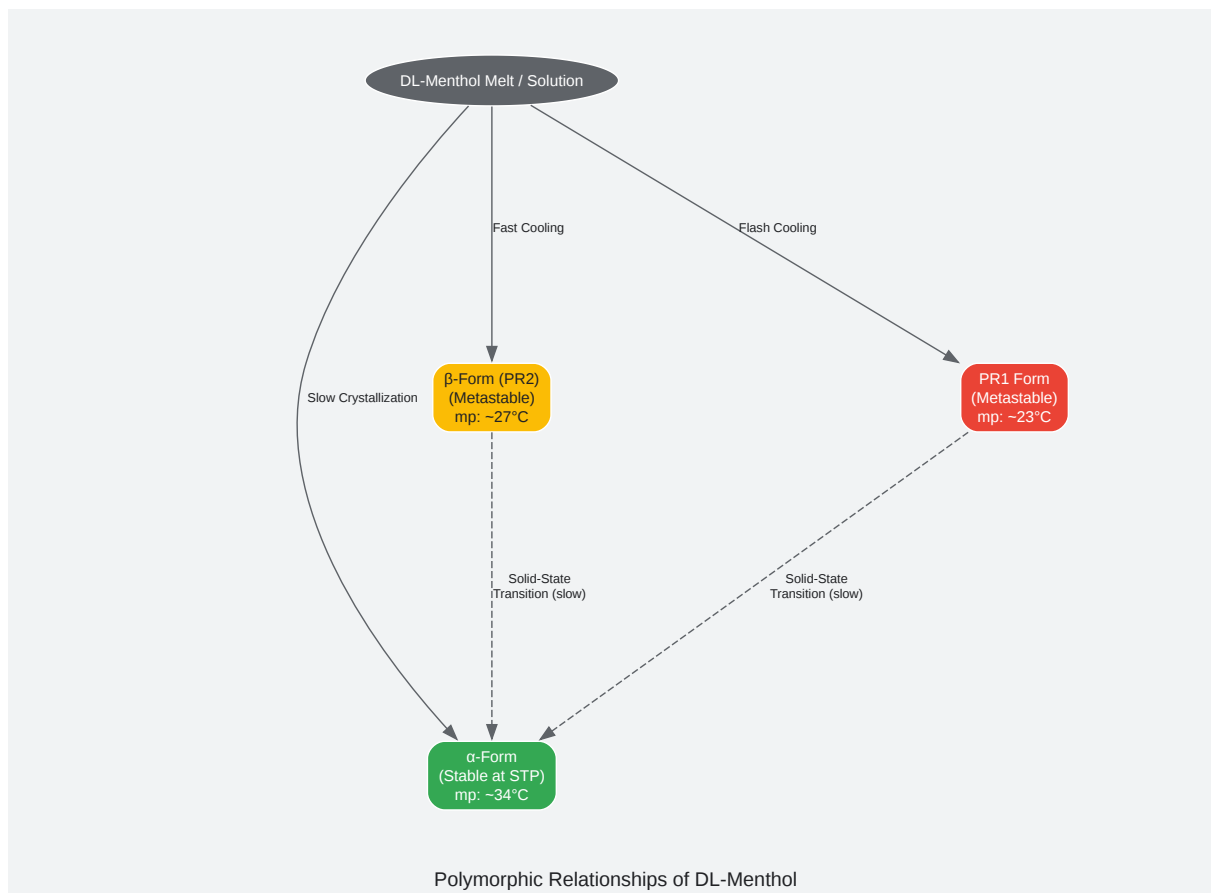 DL-Menthol Melt / Solution
Fast Cooling
Flash Cooling
Slow Crystallization
β-Form (PR2)
(Metastable)
mp: ~27°C
PR1 Form
(Metastable)
mp: ~23°C
Solid-State
Transition (slow)
Solid-State
Transition (slow)
α-Form
(Stable at STP)
mp: ~34°C
Polymorphic Relationships of DL-Menthol